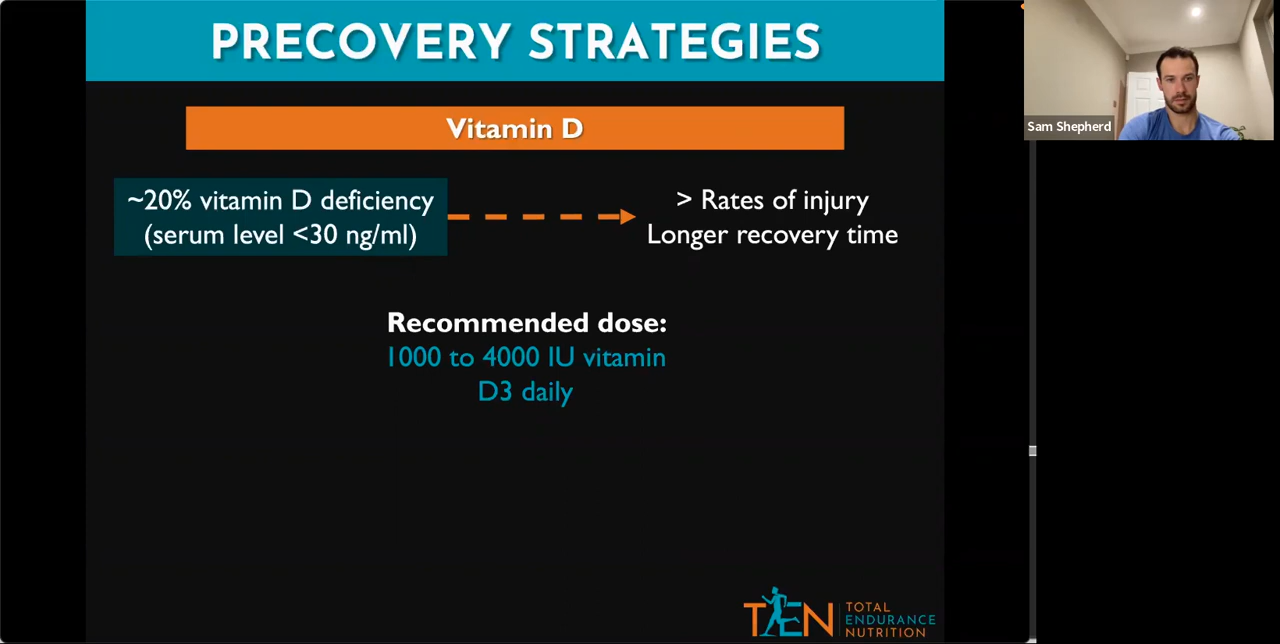 PRECOVERY STRATEGIES
Vitamin D
~20% vitamin D deficiency
(serum level <30 ng/ml)
> Rates of injury
Longer recovery time
Recommended dose:
1000 to 4000 IU vitamin
D3 daily
Sam Shepherd
TEN
TOTAL
ENDURANCE
NUTRITION